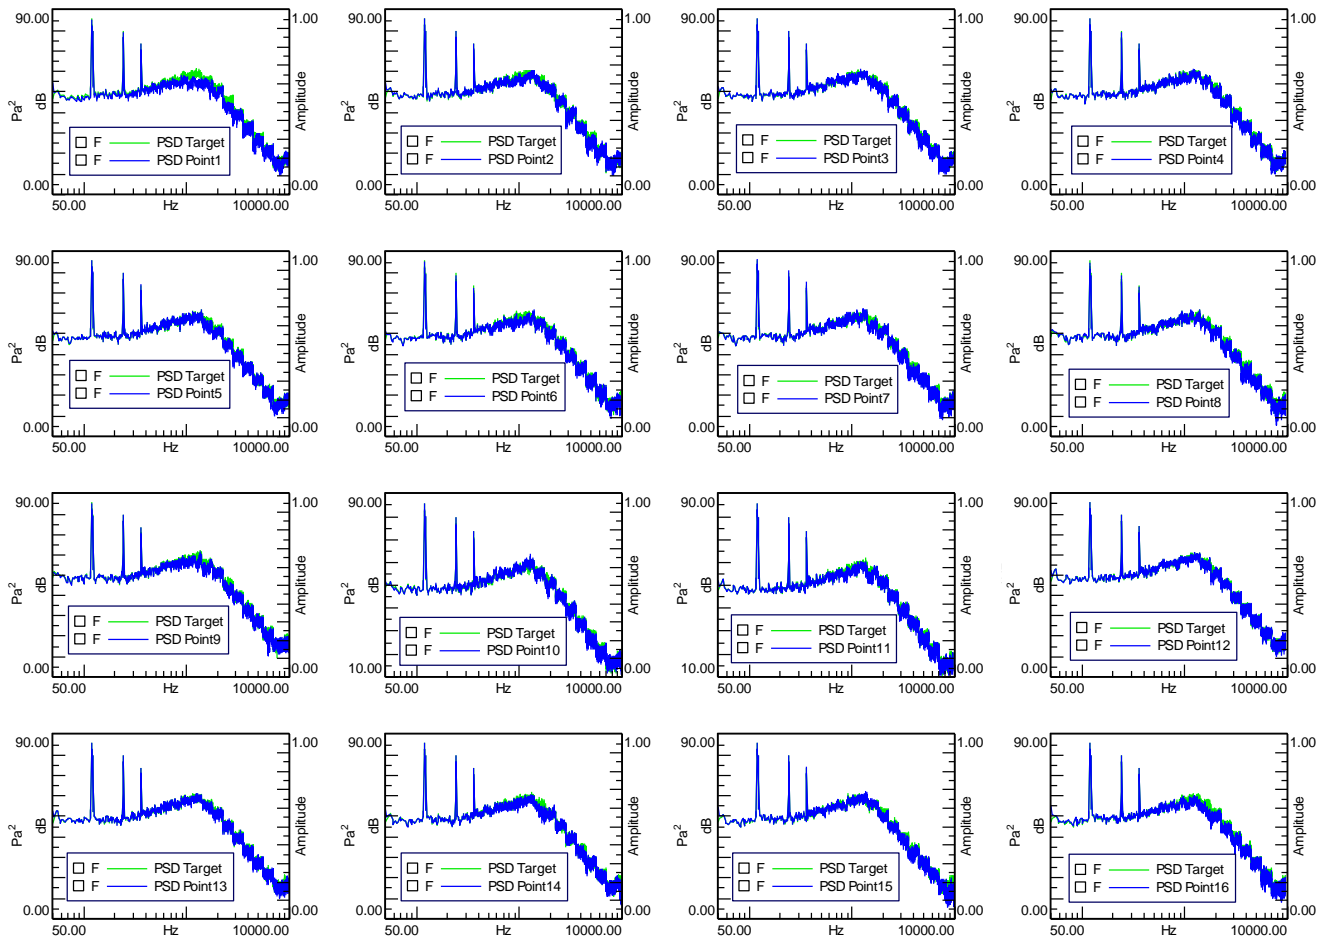 90.00 1.00
Pa2 dB Amplitude
F PSD Target
F PSD Point1
0.00 0.00
50.00 Hz 10000.00
90.00 1.00
Pa2 dB Amplitude
F PSD Target
F PSD Point2
0.00 0.00
50.00 Hz 10000.00
90.00 1.00
Pa2 dB Amplitude
F PSD Target
F PSD Point3
0.00 0.00
50.00 Hz 10000.00
90.00 1.00
Pa2 dB Amplitude
F PSD Target
F PSD Point4
0.00 0.00
50.00 Hz 10000.00
90.00 1.00
Pa2 dB Amplitude
F PSD Target
F PSD Point5
0.00 0.00
50.00 Hz 10000.00
90.00 1.00
Pa2 dB Amplitude
F PSD Target
F PSD Point6
0.00 0.00
50.00 Hz 10000.00
90.00 1.00
Pa2 dB Amplitude
F PSD Target
F PSD Point7
0.00 0.00
50.00 Hz 10000.00
90.00 1.00
Pa2 dB Amplitude
F PSD Target
F PSD Point8
0.00 0.00
50.00 Hz 10000.00
90.00 1.00
Pa2 dB Amplitude
F PSD Target
F PSD Point9
0.00 0.00
50.00 Hz 10000.00
90.00 1.00
Pa2 dB Amplitude
F PSD Target
F PSD Point10
10.00 0.00
50.00 Hz 10000.00
90.00 1.00
Pa2 dB Amplitude
F PSD Target
F PSD Point11
10.00 0.00
50.00 Hz 10000.00
90.00 1.00
Pa2 dB Amplitude
F PSD Target
F PSD Point12
0.00 0.00
50.00 Hz 10000.00
90.00 1.00
Pa2 dB Amplitude
F PSD Target
F PSD Point13
0.00 0.00
50.00 Hz 10000.00
90.00 1.00
Pa2 dB Amplitude
F PSD Target
F PSD Point14
0.00 0.00
50.00 Hz 10000.00
90.00 1.00
Pa2 dB Amplitude
F PSD Target
F PSD Point15
0.00 0.00
50.00 Hz 10000.00
90.00 1.00
Pa2 dB Amplitude
F PSD Target
F PSD Point16
0.00 0.00
50.00 Hz 10000.00